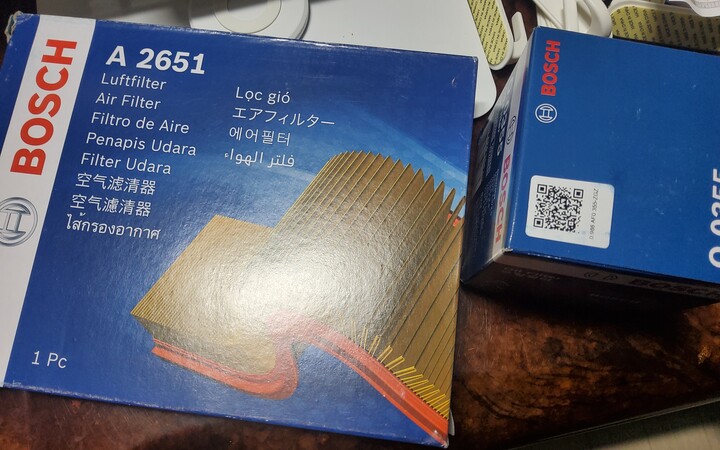 BOSCH
A 2651
Luftfilter
Air Filter
Filtro de Aire
Penapis Udara
Filter Udara
空气滤清器
空氣濾清器
ไส้กรองอากาศ
Lọc gió
エアフィルター
에어필터
فلتر الهواء
1 Pc
BOSCH
BOSCH
BOSCH